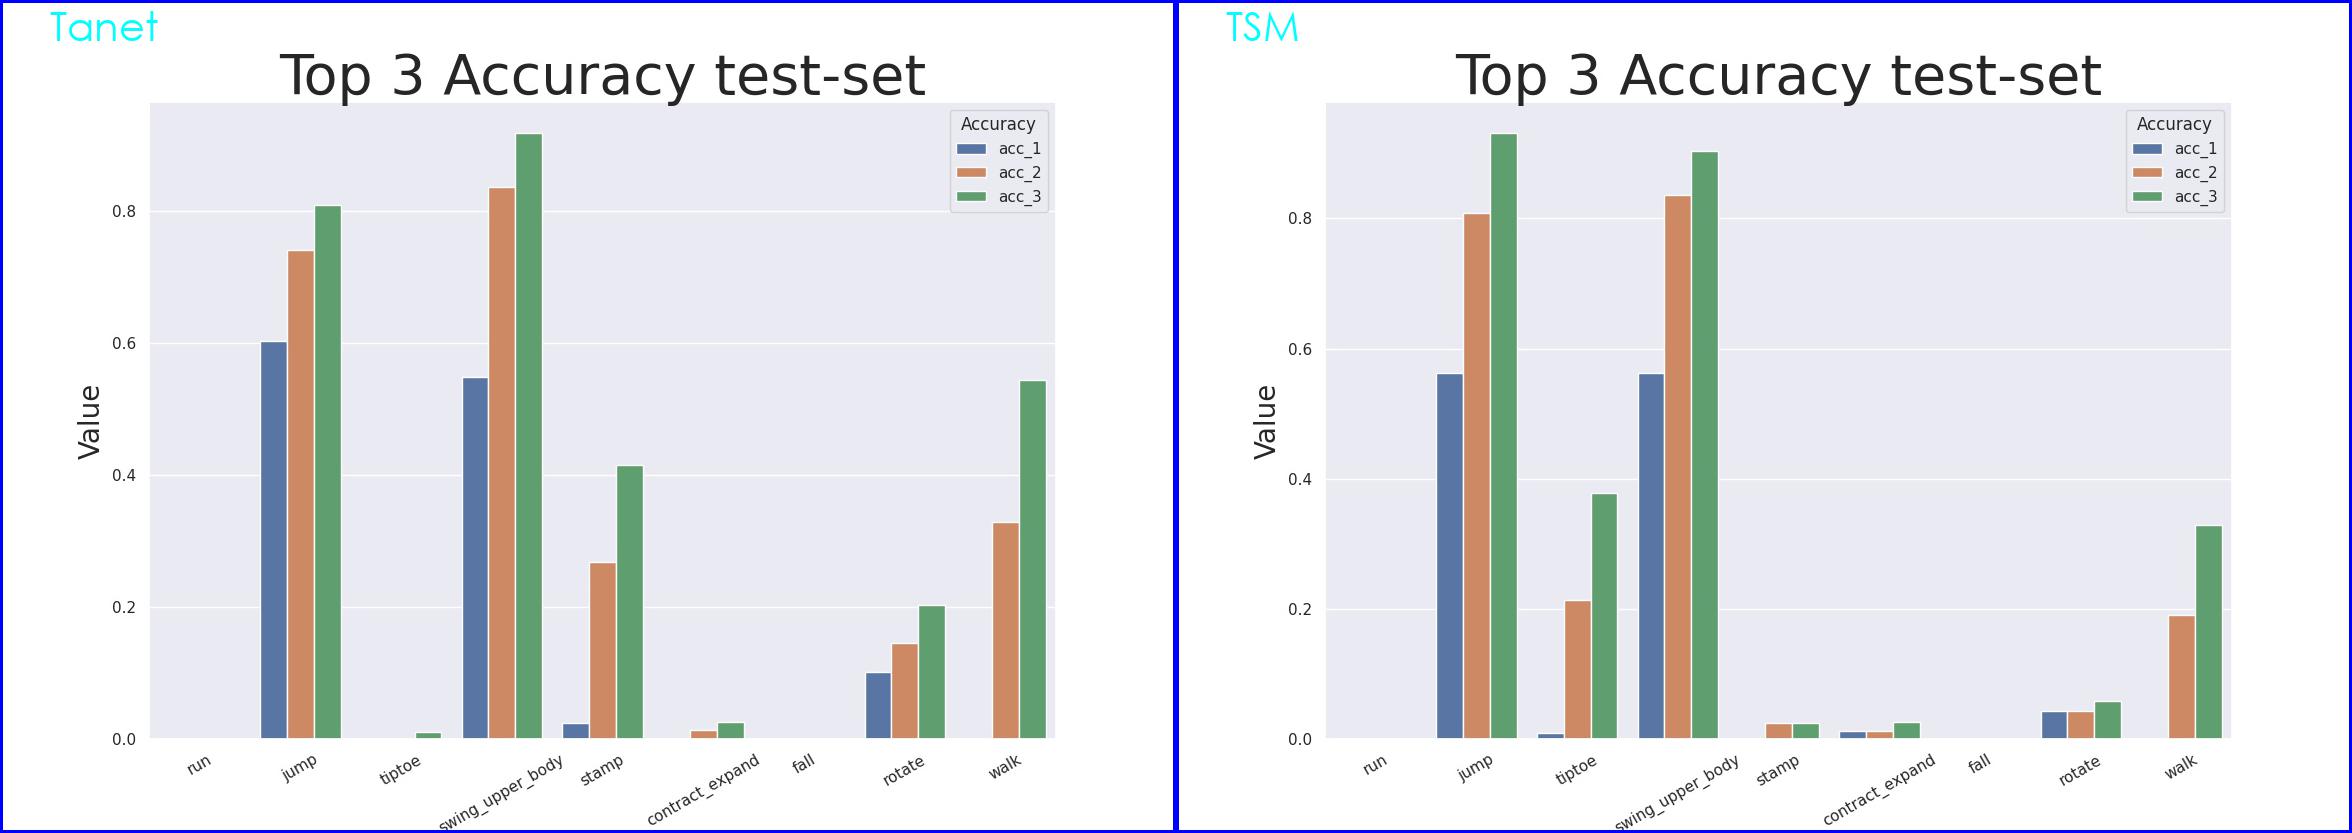 Tanet
Top 3 Accuracy test-set
Accuracy
acc_1
acc_2
acc_3
Value
0.8
0.6
0.4
0.2
0.0
run
jump
tiptoe
swing_upper_body
stamp
contract_expand
fall
rotate
walk
TSM
Top 3 Accuracy test-set
Accuracy
acc_1
acc_2
acc_3
Value
0.8
0.6
0.4
0.2
0.0
run
jump
tiptoe
swing_upper_body
stamp
contract_expand
fall
rotate
walk